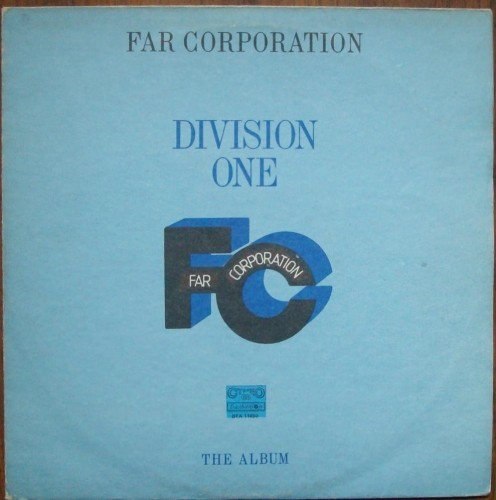 FAR CORPORATION
DIVISION
ONE
FAR CORPORATION
THE ALBUM